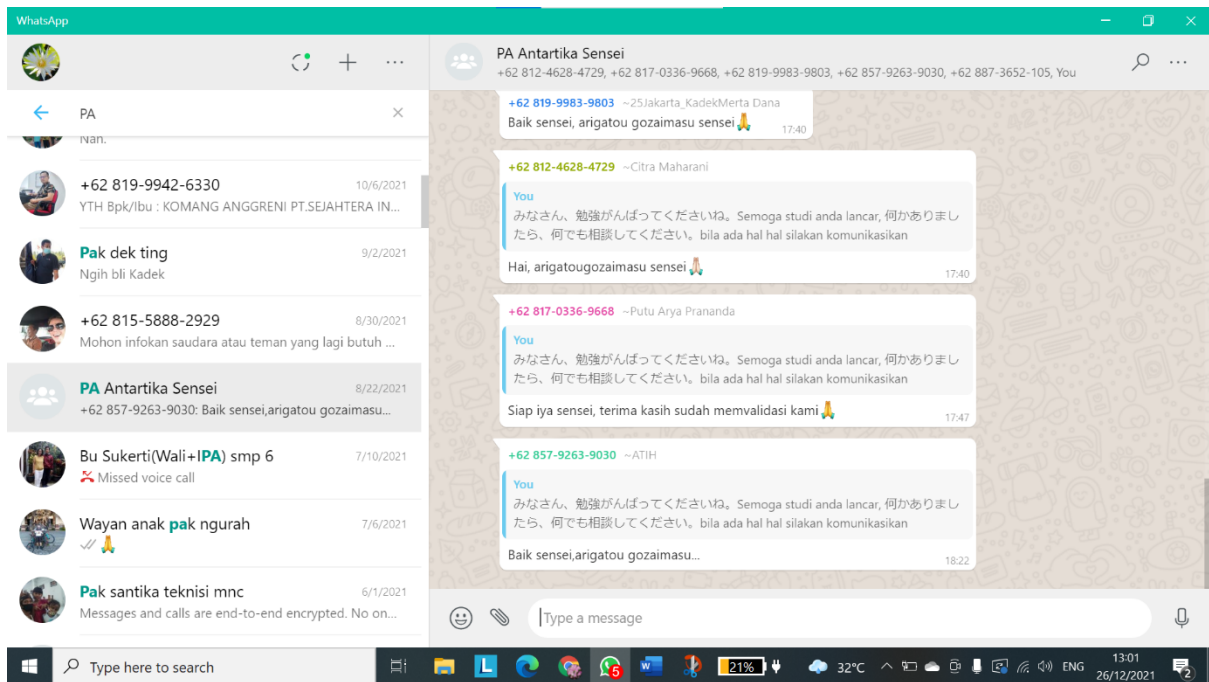 WhatsApp
PA
Nan.
+62 819-9942-6330 10/6/2021
YTH Bpk/Ibu : KOMANG ANGGRENI PT.SEJAHTERA IN...
Pak dek ting 9/2/2021
Ngih bli Kadek
+62 815-5888-2929 8/30/2021
Mohon infokan saudara atau teman yang lagi butuh ...
PA Antartika Sensei 8/22/2021
+62 857-9263-9030: Baik sensei,arigatou gozaimasu...
Bu Sukerti(Wali+IPA) smp 6 7/10/2021
Missed voice call
Wayan anak pak ngurah 7/6/2021
🙏
Pak santika teknisi mnc 6/1/2021
Messages and calls are end-to-end encrypted. No on...
PA Antartika Sensei
+62 812-4628-4729, +62 817-0336-9668, +62 819-9983-9803, +62 857-9263-9030, +62 887-3652-105, You
+62 819-9983-9803 ~25Jakarta_KadekMerta Dana
Baik sensei, arigatou gozaimasu sensei🙏 17:40
+62 812-4628-4729 ~Citra Maharani
You
みなさん、勉強がんばってくださいね。Semoga studi anda lancar, 何かありまし
たら、何でも相談してください。bila ada hal hal silakan komunikasikan
Hai, arigatougozaimasu sensei🙏🏻 17:40
+62 817-0336-9668 ~Putu Arya Prananda
You
みなさん、勉強がんばってくださいね。Semoga studi anda lancar, 何かありまし
たら、何でも相談してください。bila ada hal hal silakan komunikasikan
Siap iya sensei, terima kasih sudah memvalidasi kami🙏 17:47
+62 857-9263-9030 ~ATIH
You
みなさん、勉強がんばってくださいね。Semoga studi anda lancar, 何かありまし
たら、何でも相談してください。bila ada hal hal silakan komunikasikan
Baik sensei,arigatou gozaimasu... 18:22
Type a message
Type here to search
L
5
W
21%
32°C
ENG
13:01
26/12/2021
2